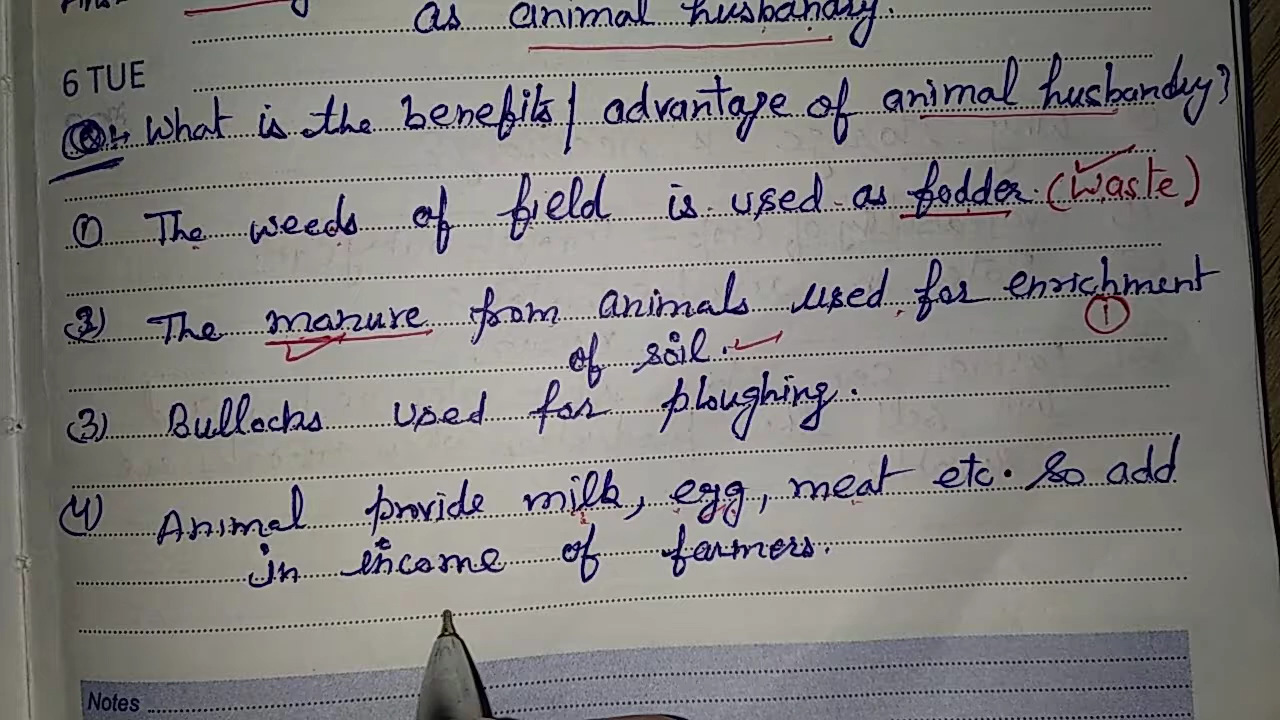 as animal husbandry.
6 TUE
Q:- What is the benefits/ advantage of animal husbandry?
① The weeds of field is used as fodder. (Waste)
(2) The manure from animals used for enrichment
①
of soil.
(3) Bullocks used for ploughing.
(4) Animal provide milk, egg, meat etc. So add
in income of farmers.
Notes